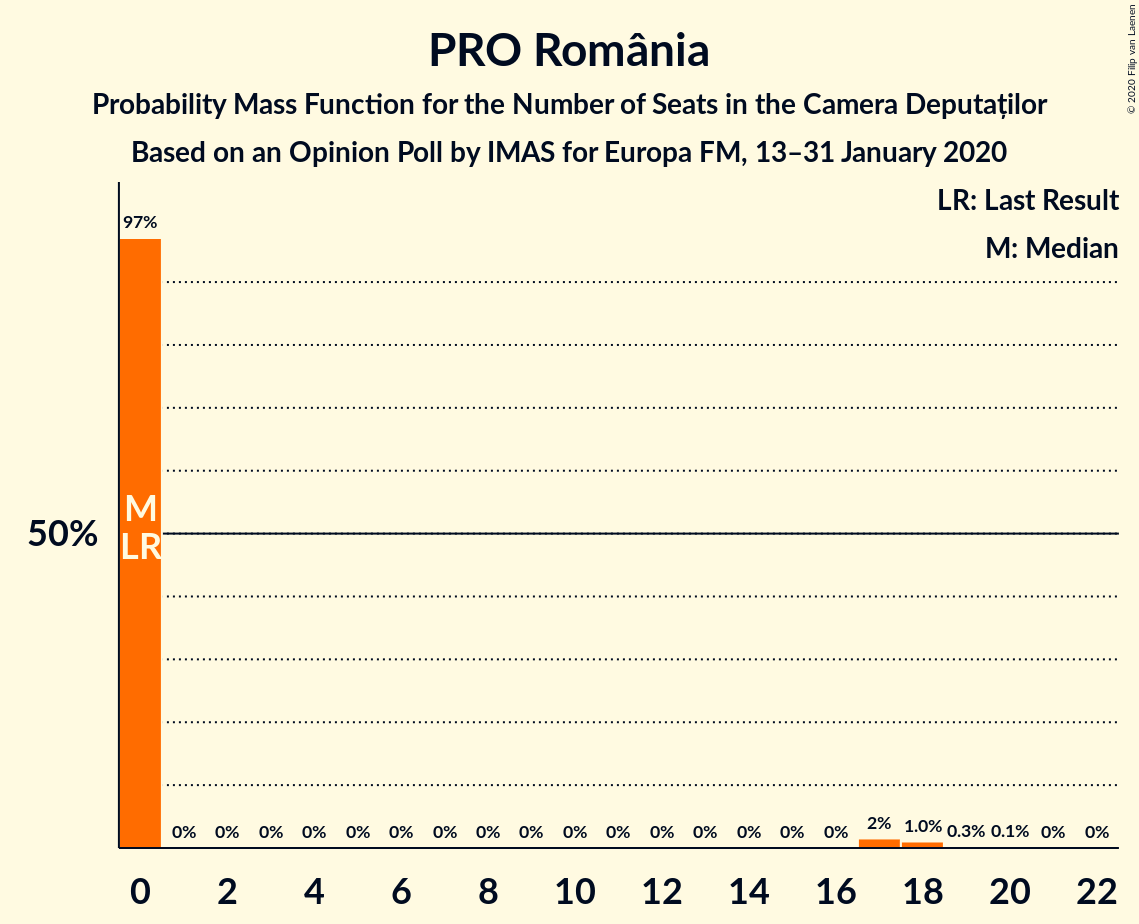 PRO România
Probability Mass Function for the Number of Seats in the Camera Deputaților
Based on an Opinion Poll by IMAS for Europa FM, 13–31 January 2020
© 2020 Filip van Laenen
LR: Last Result
M: Median
97%
M
LR
50%
0% 0% 0% 0% 0% 0% 0% 0% 0% 0% 0% 0% 0% 0% 0% 0% 2% 1.0% 0.3% 0.1% 0% 0%
0 2 4 6 8 10 12 14 16 18 20 22